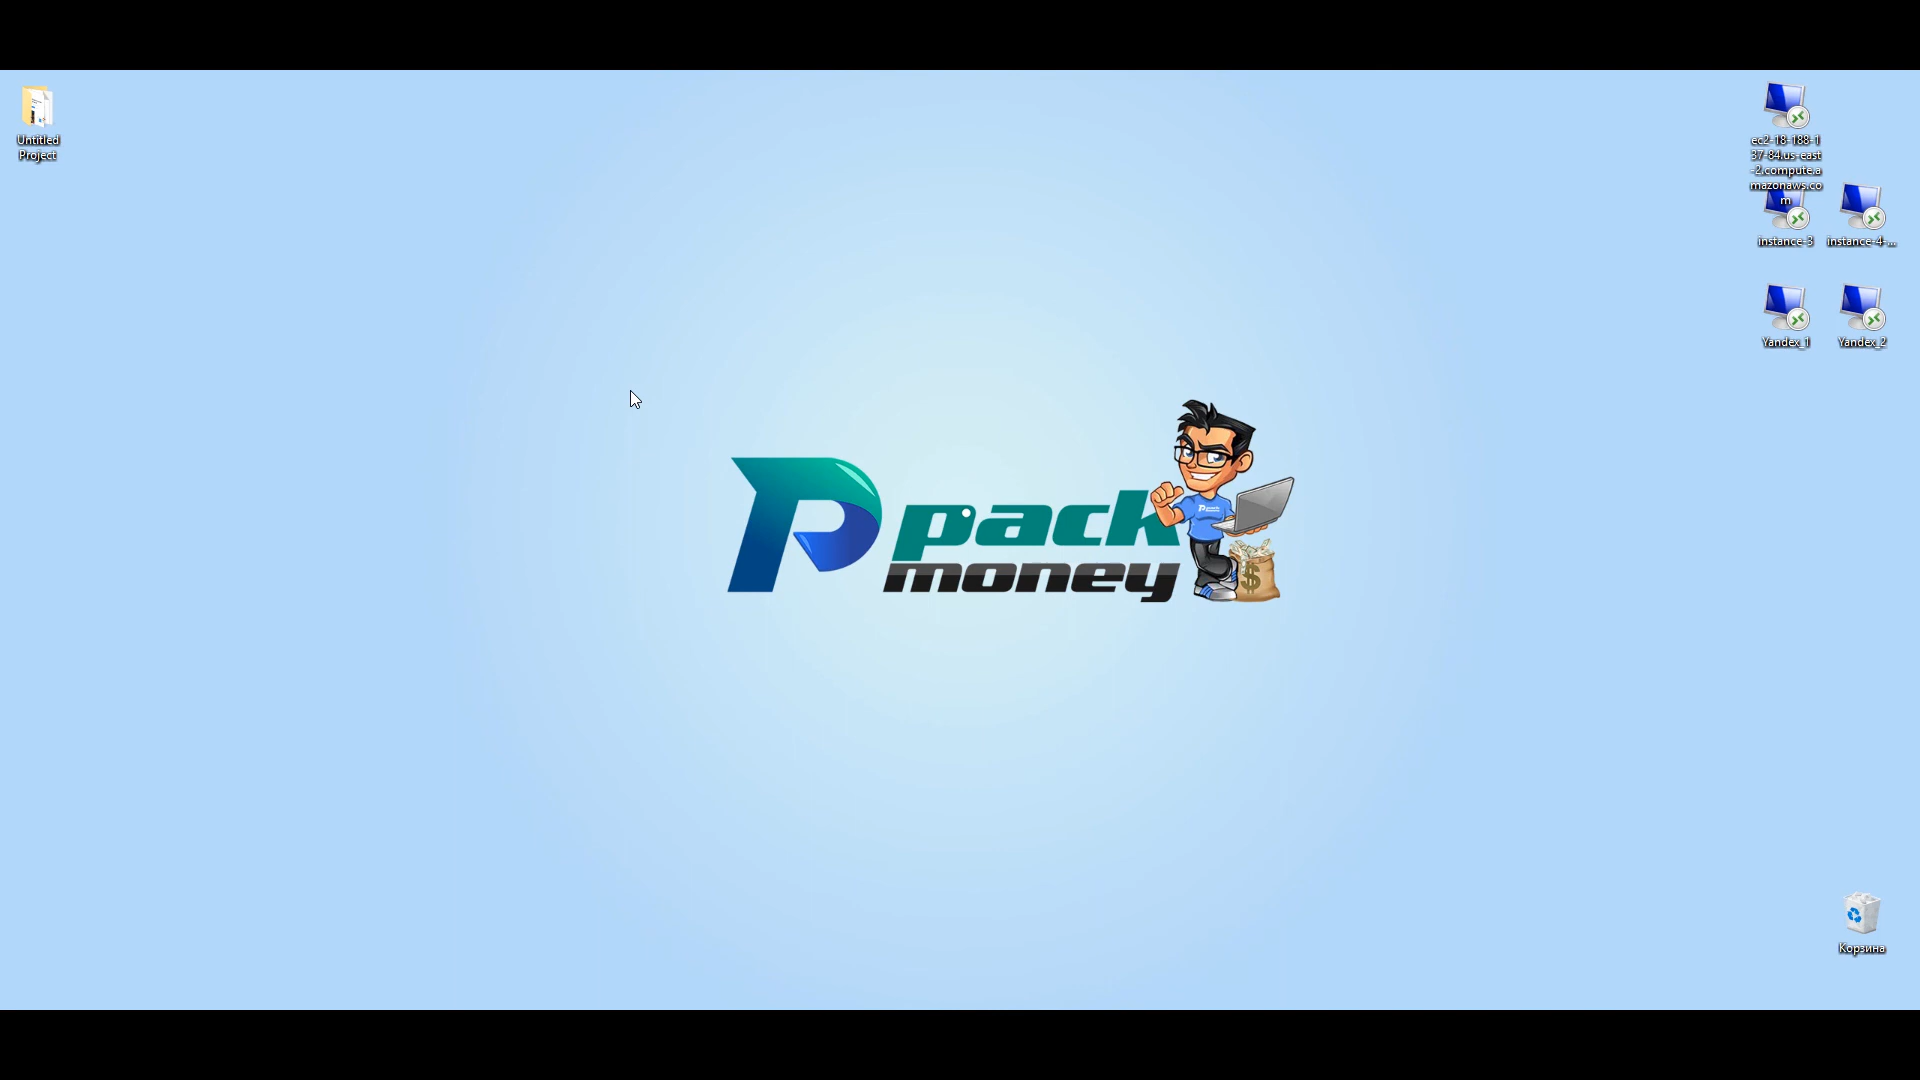 Untitled
Project
ec2-18-188-1
37-84.us-east
-2.compute.a
mazonaws.co
m
instance-3
instance-4-...
Yandex_1
Yandex_2
pack
money
$
Корзина